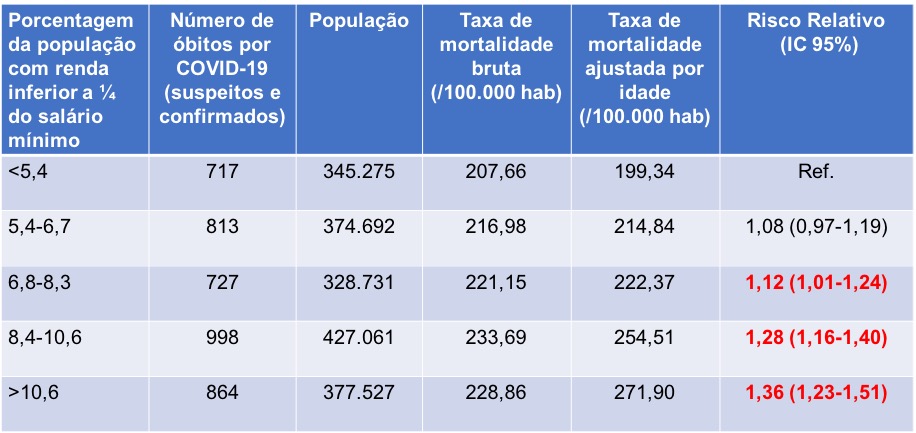 Porcentagem
da população
com renda
inferior a ¼
do salário
mínimo
Número de
óbitos por
COVID-19
(suspeitos e
confirmados)
População
Taxa de
mortalidade
bruta
(/100.000 hab)
Taxa de
mortalidade
ajustada por
idade
(/100.000 hab)
Risco Relativo
(IC 95%)
<5,4 717 345.275 207,66 199,34 Ref.
5,4-6,7 813 374.692 216,98 214,84 1,08 (0,97-1,19)
6,8-8,3 727 328.731 221,15 222,37 1,12 (1,01-1,24)
8,4-10,6 998 427.061 233,69 254,51 1,28 (1,16-1,40)
>10,6 864 377.527 228,86 271,90 1,36 (1,23-1,51)